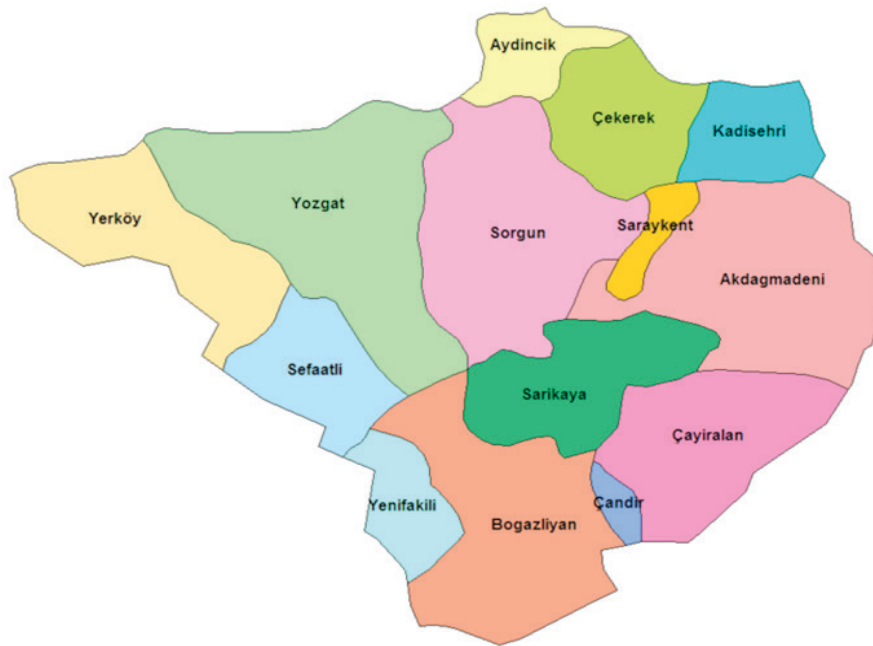 Aydincik
Çekerek
Kadisehri
Yerköy
Yozgat
Sorgun
Saraykent
Akdagmadeni
Sefaatli
Sarikaya
Çayiralan
Yenifakili
Çandir
Bogazliyan